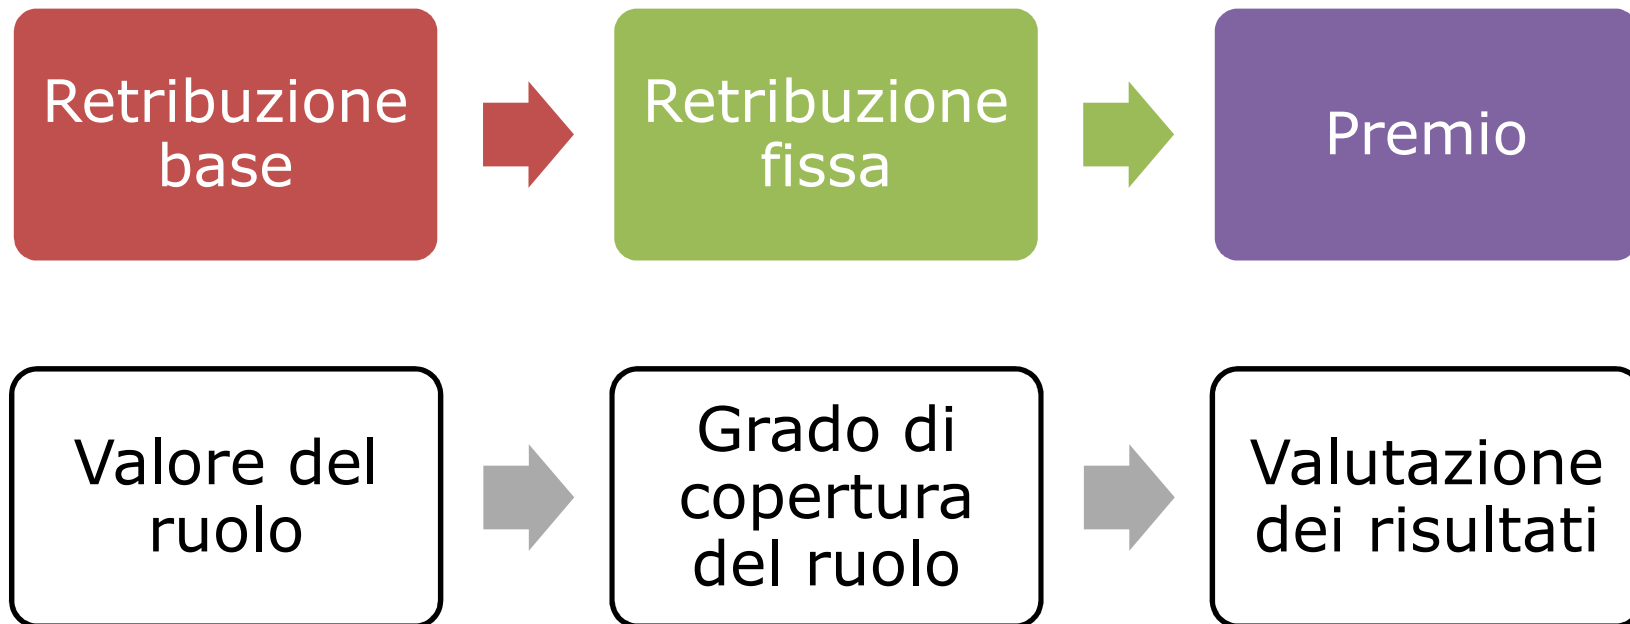 Retribuzione
base
Retribuzione
fissa
Premio
Valore del
ruolo
Grado di
copertura
del ruolo
Valutazione
dei risultati